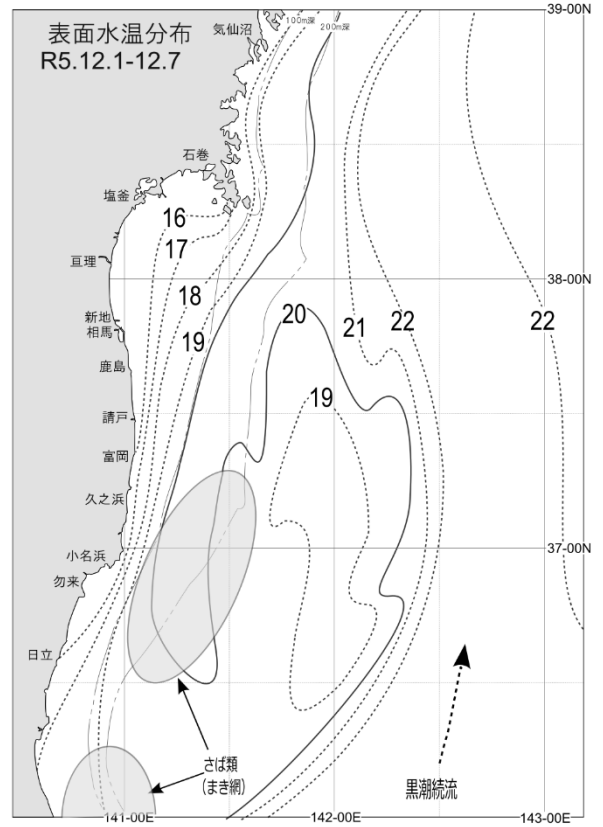 表面水温分布
R5.12.1-12.7
100m深
200m深
39-00N
気仙沼
石巻
塩釜
16
17
亘理
38-00N
18
新地
相馬
19
20
21
22
22
鹿島
19
請戸
富岡
久之浜
小名浜
37-00N
勿来
日立
さば類
(まき網)
黒潮続流
141-00E
142-00E
143-00E